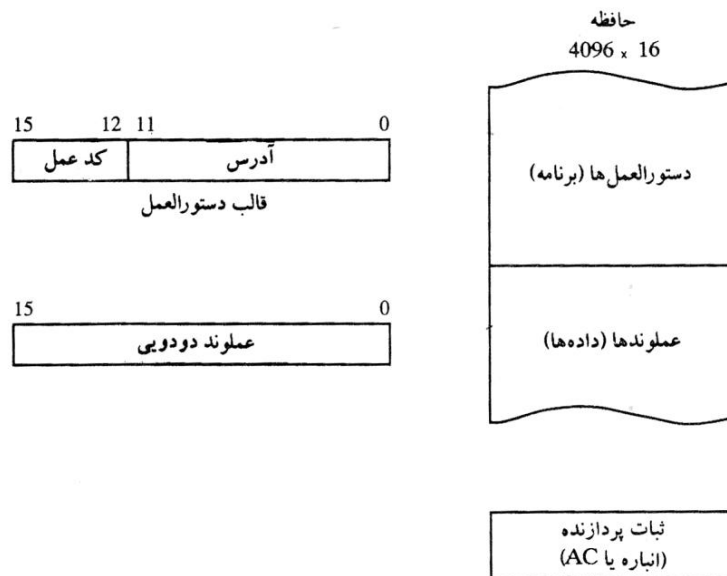 حافظه
4096 × 16
15 12 11 0
کد عمل آدرس
قالب دستورالعمل
دستورالعمل‌ها (برنامه)
15 0
عملوند دودویی
عملوندها (داده‌ها)
ثبات پردازنده
(انباره یا AC)